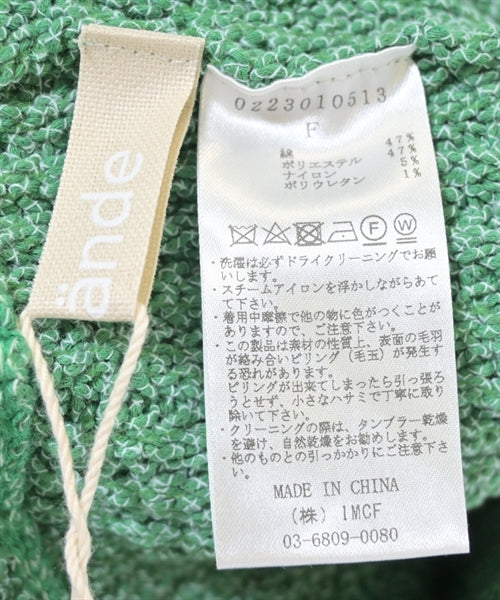 ände
0z23010513
F
綿 47%
ポリエステル 47%
ナイロン 5%
ポリウレタン 1%
F W
・洗濯は必ずドライクリーニングでお願
いします。
・スチームアイロンを浮かしながらあて
て下さい。
・着用中摩擦で他の物に色がつくことが
ありますので、ご注意下さい。
・この製品は素材の性質上、表面の毛羽
が絡み合いピリング(毛玉)が発生す
る恐れがあります。
ピリングが出来てしまったら引っ張ろ
うとせず、小さなハサミで丁寧に取り
除いて下さい。
・クリーニングの際は、タンブラー乾燥
を避け、自然乾燥をお勧めします。
・他のものとの引っ掛かりにご注意下さい。
MADE IN CHINA
(株) IMCF
03-6809-0080